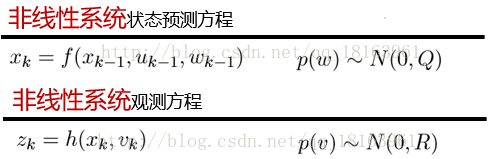 非线性系统状态预测方程
x_k = f(x_{k-1}, u_{k-1}, w_{k-1}) p(w) ~ N(0, Q)
非线性系统观测方程
z_k = h(x_k, v_k) p(v) ~ N(0, R)